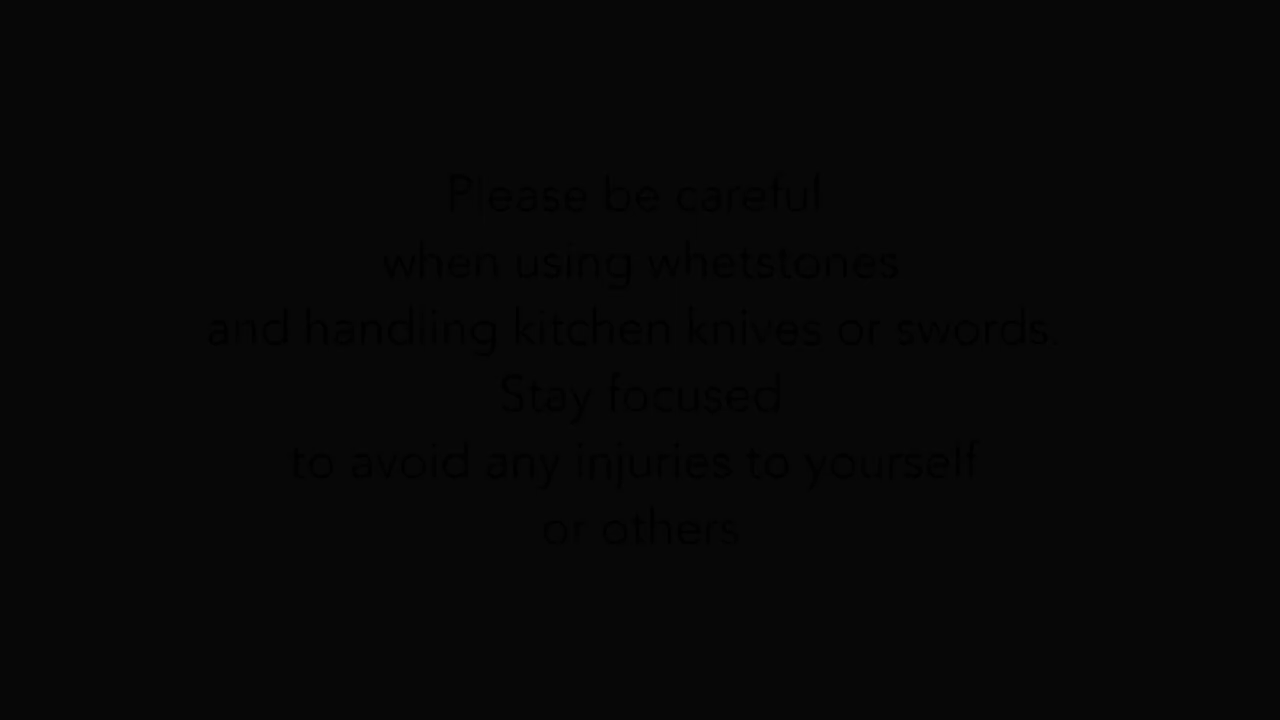 Please be careful
when using whetstones
and handling kitchen knives or swords.
Stay focused
to avoid any injuries to yourself
or others